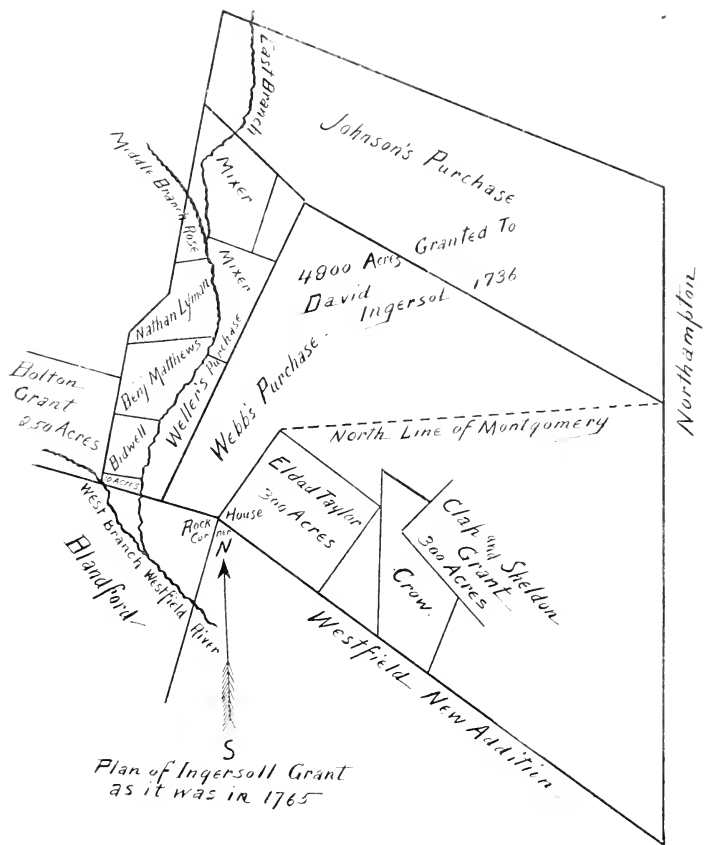 East Branch
Johnson's Purchase
Middle Branch
Rose
Mixer
Mixer
4800 Acres Granted To
David Ingersol 1736
Northampton
Nathan Lyman
Benj Matthews
Weller's Purchase
Webb's Purchase.
Bolton
Grant
250 Acres
Bidwell
10 Acres
North Line of Montgomery
Eldad Taylor
300 Acres
Clap and Sheldon
Grant
300 Acres
Crow.
Rock House
Corner
West Branch Westfield River
Blandford
Westfield New Addition
N
S
Plan of Ingersoll Grant
as it was in 1765